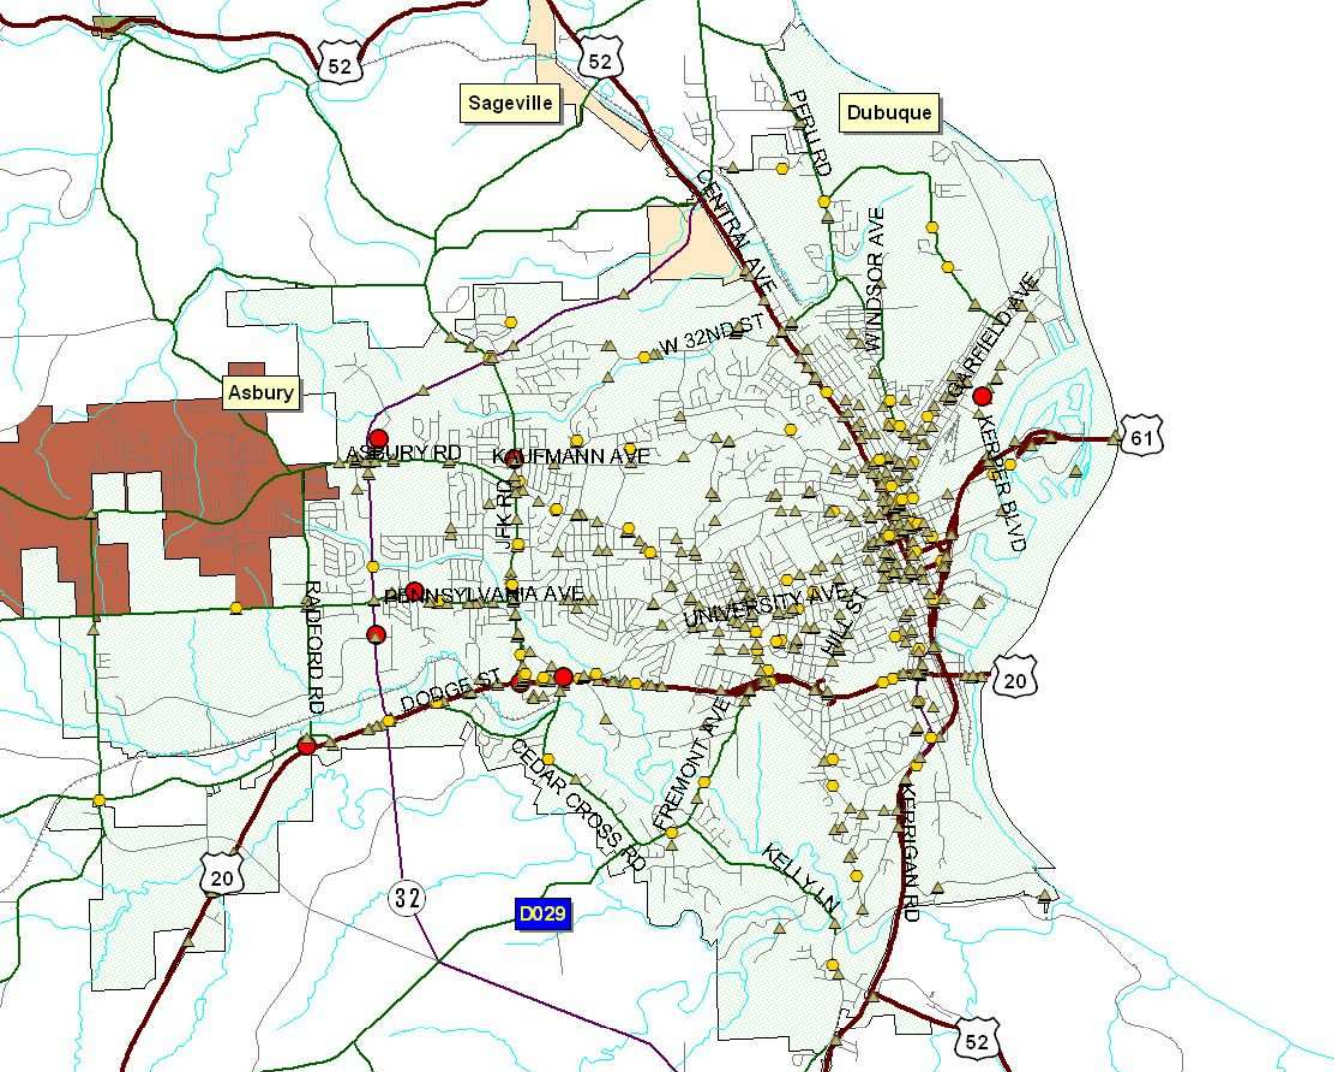 52
52
Sageville
Dubuque
PERU RD
CENTRAL AVE
WINDSOR AVE
GARFIELD AVE
W 32ND ST
Asbury
61
ASBURY RD
KAUFMANN AVE
KERPER BLVD
JFK RD
RADFORD RD
PENNSYLVANIA AVE
UNIVERSITY AVE
HILL ST
DODGE ST
20
CEDAR CROSS RD
FREMONT AVE
KERRIGAN RD
KELLY LN
20
32
D029
52